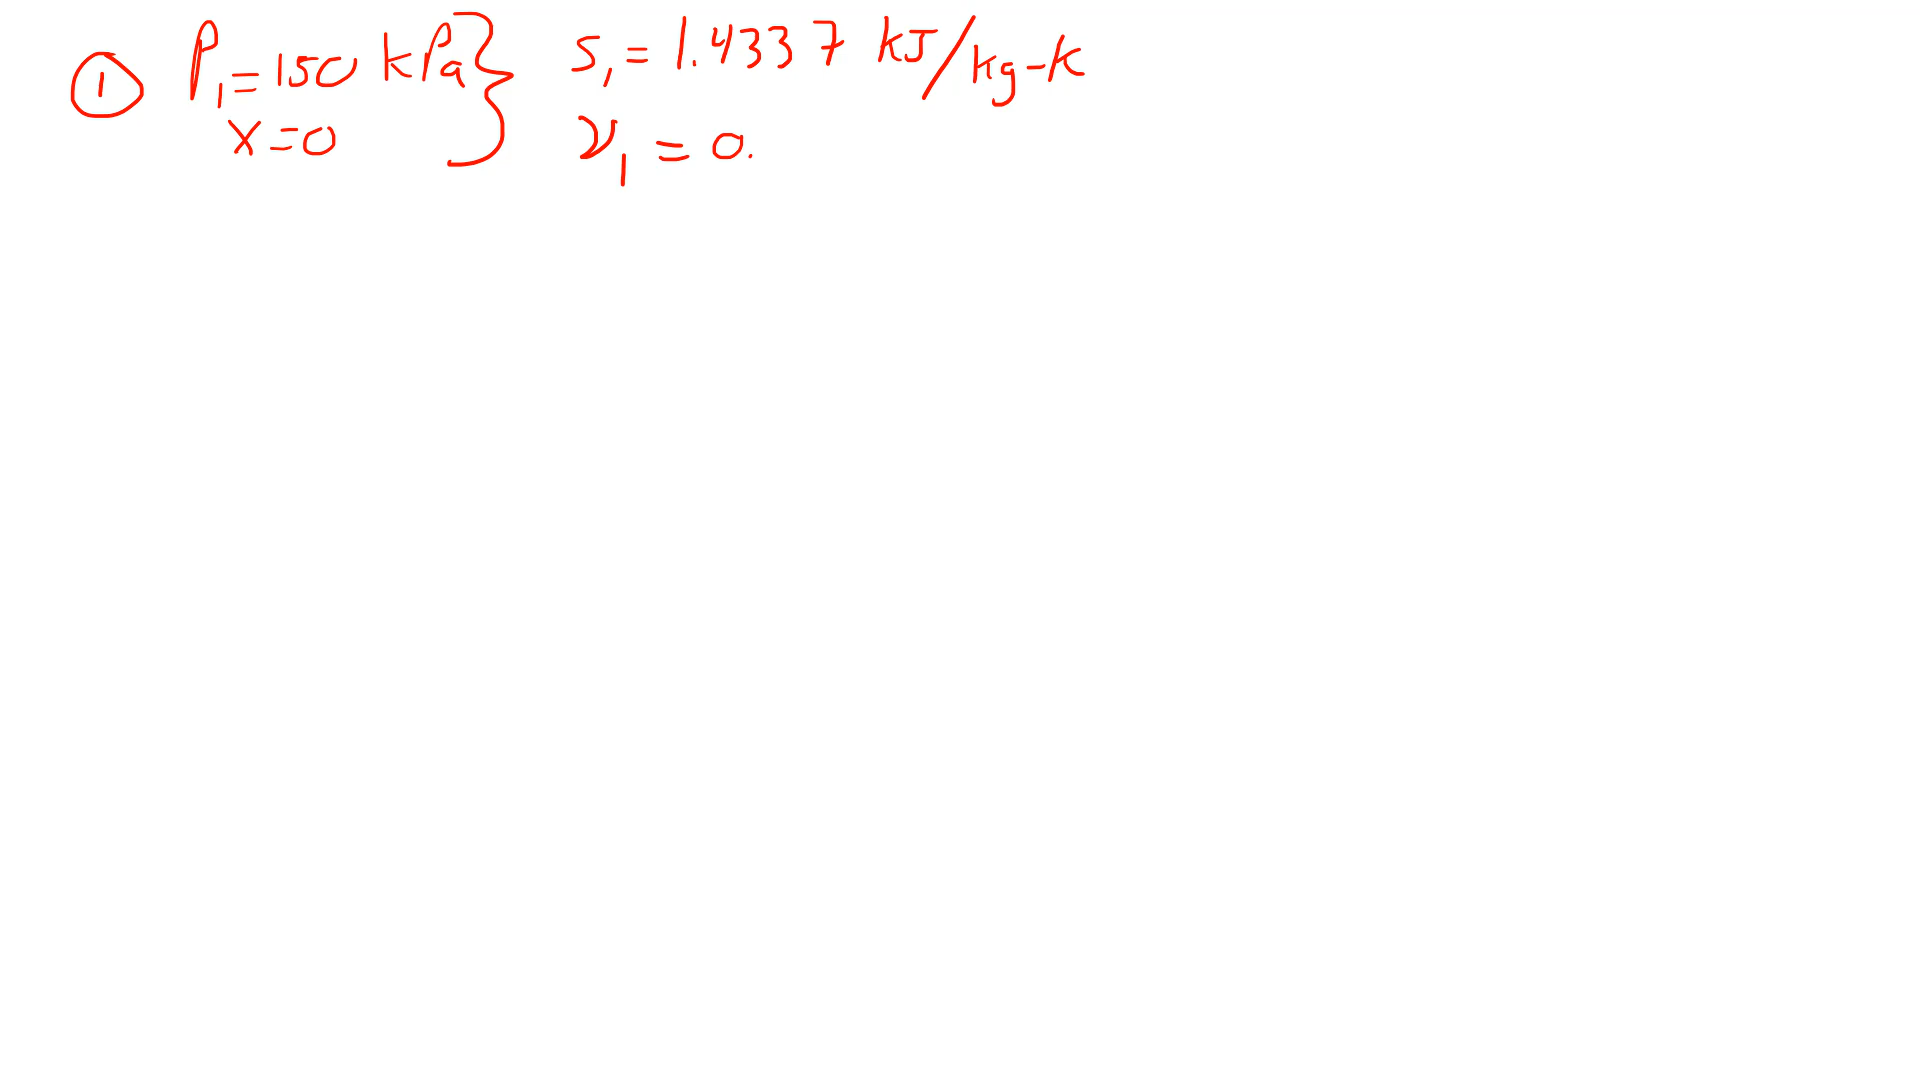 ① P₁ = 150 kPa } s₁ = 1.4337 kJ/kg-K
x = 0 ν₁ = 0.